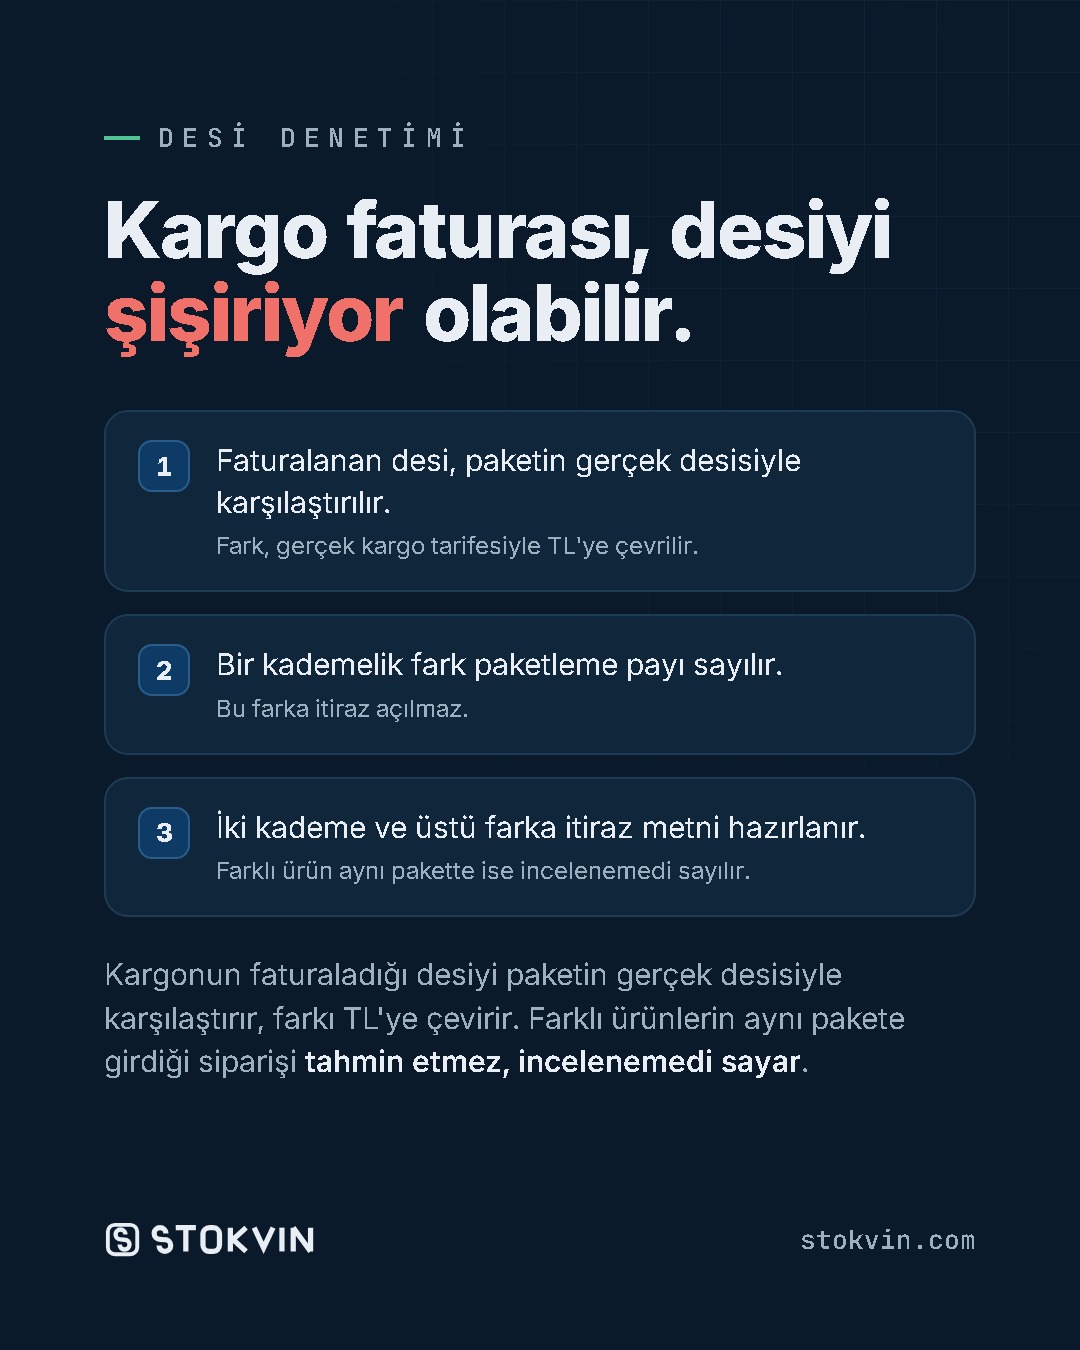 DESİ DENETİMİ
Kargo faturası, desiyi
şişiriyor olabilir.
1
Faturalanan desi, paketin gerçek desisiyle
karşılaştırılır.
Fark, gerçek kargo tarifesiyle TL'ye çevrilir.
2
Bir kademelik fark paketleme payı sayılır.
Bu farka itiraz açılmaz.
3
İki kademe ve üstü farka itiraz metni hazırlanır.
Farklı ürün aynı pakette ise incelenemedi sayılır.
Kargonun faturaladığı desiyi paketin gerçek desisiyle
karşılaştırır, farkı TL'ye çevirir. Farklı ürünlerin aynı pakete
girdiği siparişi tahmin etmez, incelenemedi sayar.
STOKVIN
stokvin.com